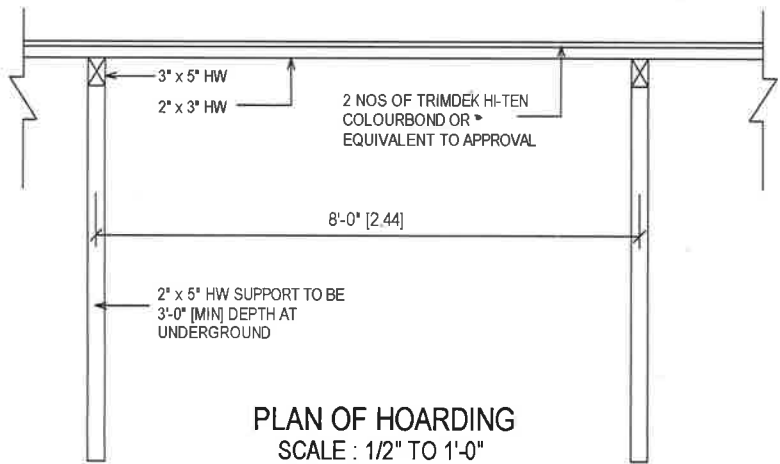 3" x 5" HW
2" x 3" HW
2 NOS OF TRIMDEK HI-TEN
COLOURBOND OR
EQUIVALENT TO APPROVAL
8'-0" [2.44]
2" x 5" HW SUPPORT TO BE
3'-0" [MIN] DEPTH AT
UNDERGROUND
PLAN OF HOARDING
SCALE : 1/2" TO 1'-0"